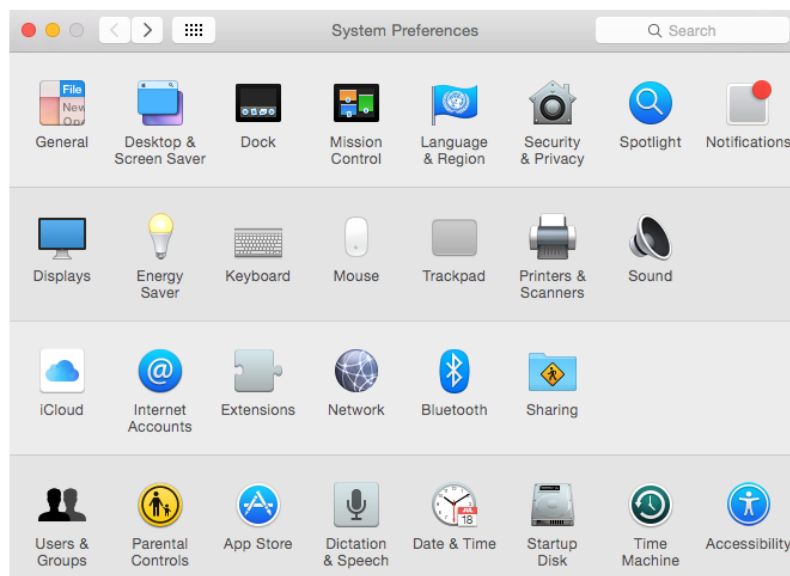 System Preferences
Search
File
New
Ope
General
Desktop &
Screen Saver
Dock
Mission
Control
Language
& Region
Security
& Privacy
Spotlight
Notifications
Displays
Energy
Saver
Keyboard
Mouse
Trackpad
Printers &
Scanners
Sound
iCloud
@
Internet
Accounts
Extensions
Network
Bluetooth
Sharing
JUL
18
Users &
Groups
Parental
Controls
App Store
Dictation
& Speech
Date & Time
Startup
Disk
Time
Machine
Accessibility